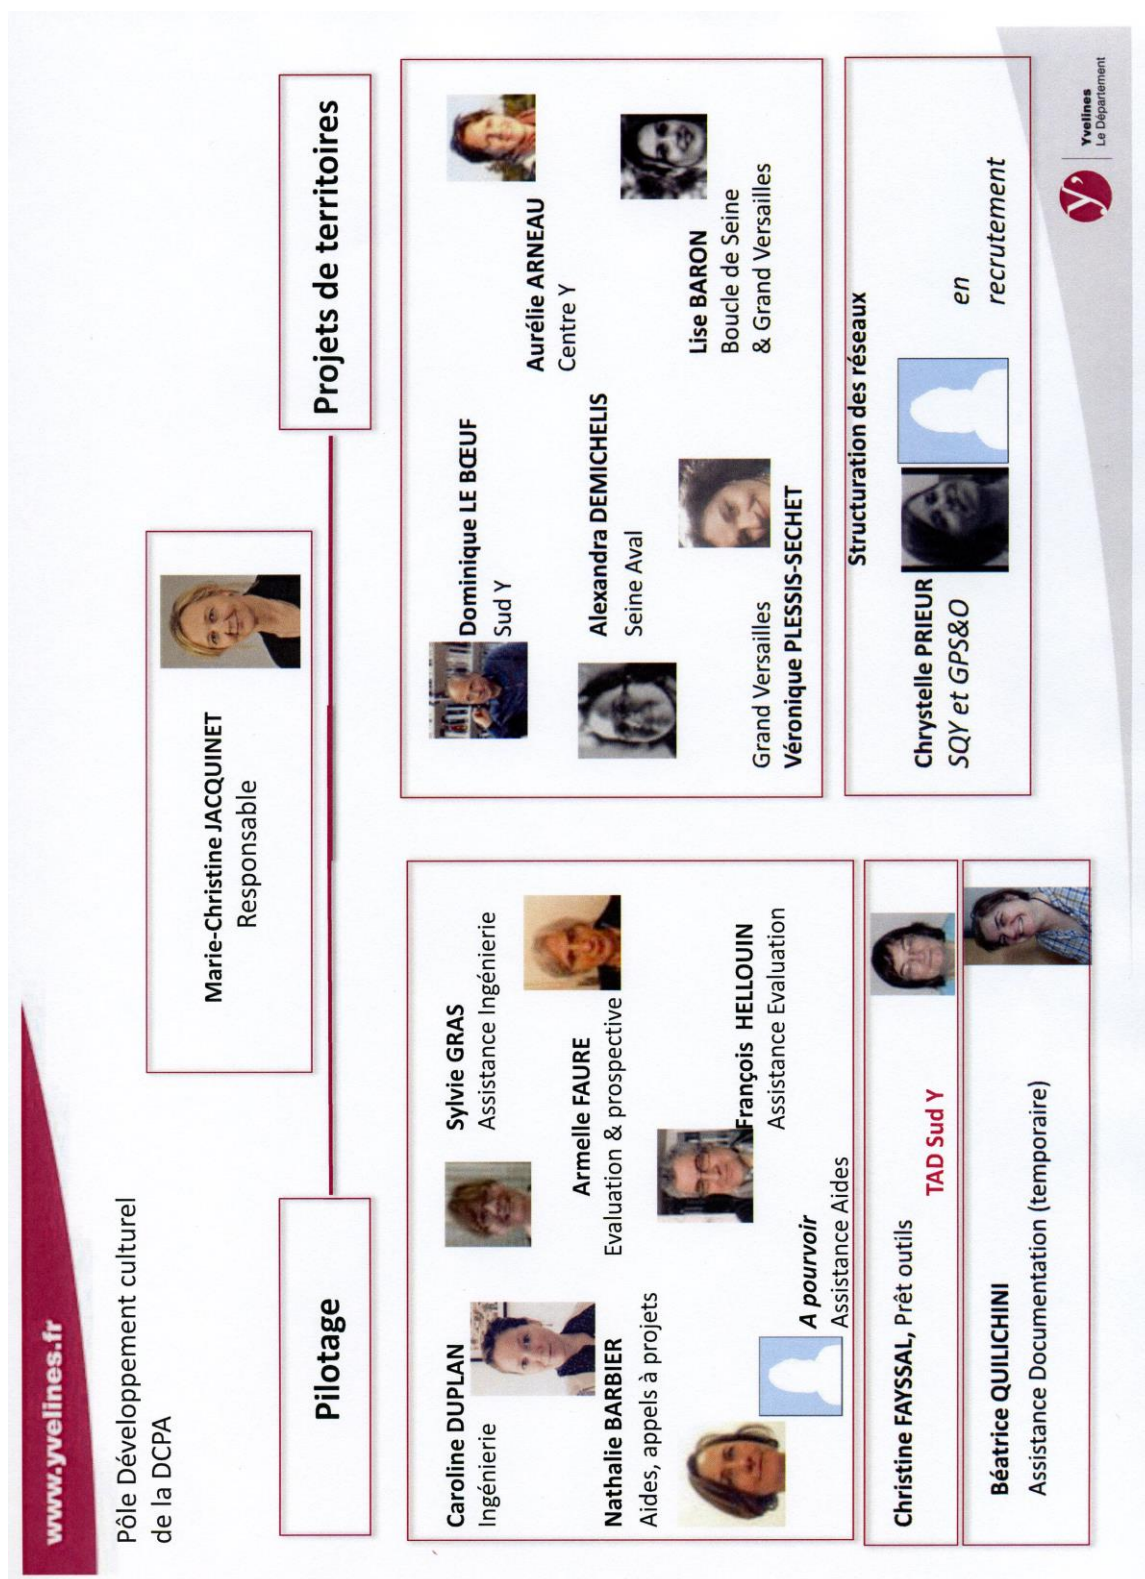 www.yvelines.fr
Pôle Développement culturel
de la DCPA
Marie-Christine JACQUINET
Responsable
Pilotage
Projets de territoires
Caroline DUPLAN
Ingénierie
Sylvie GRAS
Assistance Ingénierie
Nathalie BARBIER
Aides, appels à projets
Armelle FAURE
Evaluation & prospective
A pourvoir
Assistance Aides
François HELLOUIN
Assistance Evaluation
Christine FAYSSAL, Prêt outils
TAD Sud Y
Béatrice QUILICHINI
Assistance Documentation (temporaire)
Dominique LE BŒUF
Sud Y
Aurélie ARNEAU
Centre Y
Alexandra DEMICHELIS
Seine Aval
Lise BARON
Boucle de Seine
& Grand Versailles
Grand Versailles
Véronique PLESSIS-SECHET
Structuration des réseaux
Chrystelle PRIEUR
SQY et GPS&O
en
recrutement
y'
Yvelines
Le Département